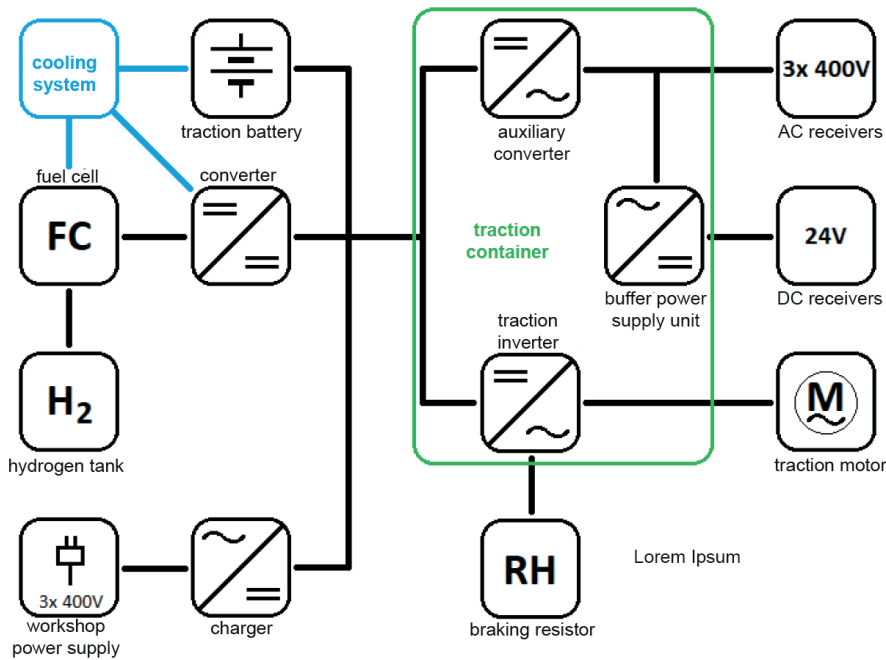 cooling
system
traction battery
auxiliary
converter
3x 400V
AC receivers
fuel cell
FC
converter
traction
container
buffer power
supply unit
24V
DC receivers
H2
hydrogen tank
traction
inverter
M
traction motor
3x 400V
workshop
power supply
charger
RH
braking resistor
Lorem Ipsum